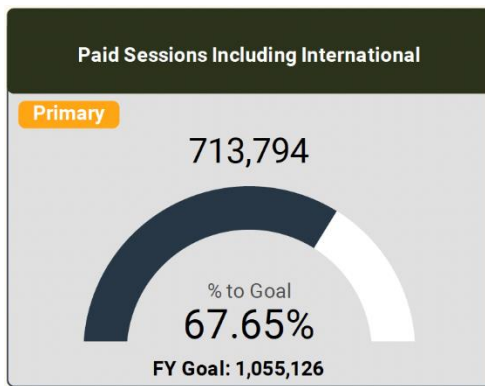 Paid Sessions Including International
Primary
713,794
% to Goal
67.65%
FY Goal: 1,055,126